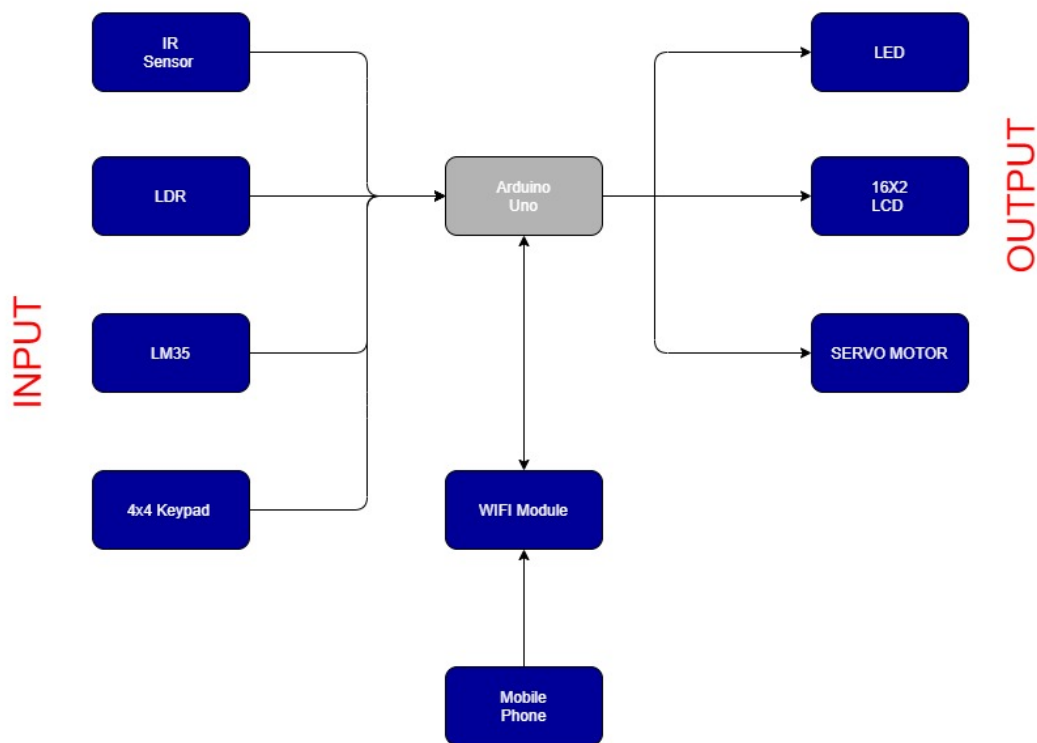 IR
Sensor
LED
LDR
Arduino
Uno
16X2
LCD
OUTPUT
INPUT
LM35
SERVO MOTOR
4x4 Keypad
WIFI Module
Mobile
Phone